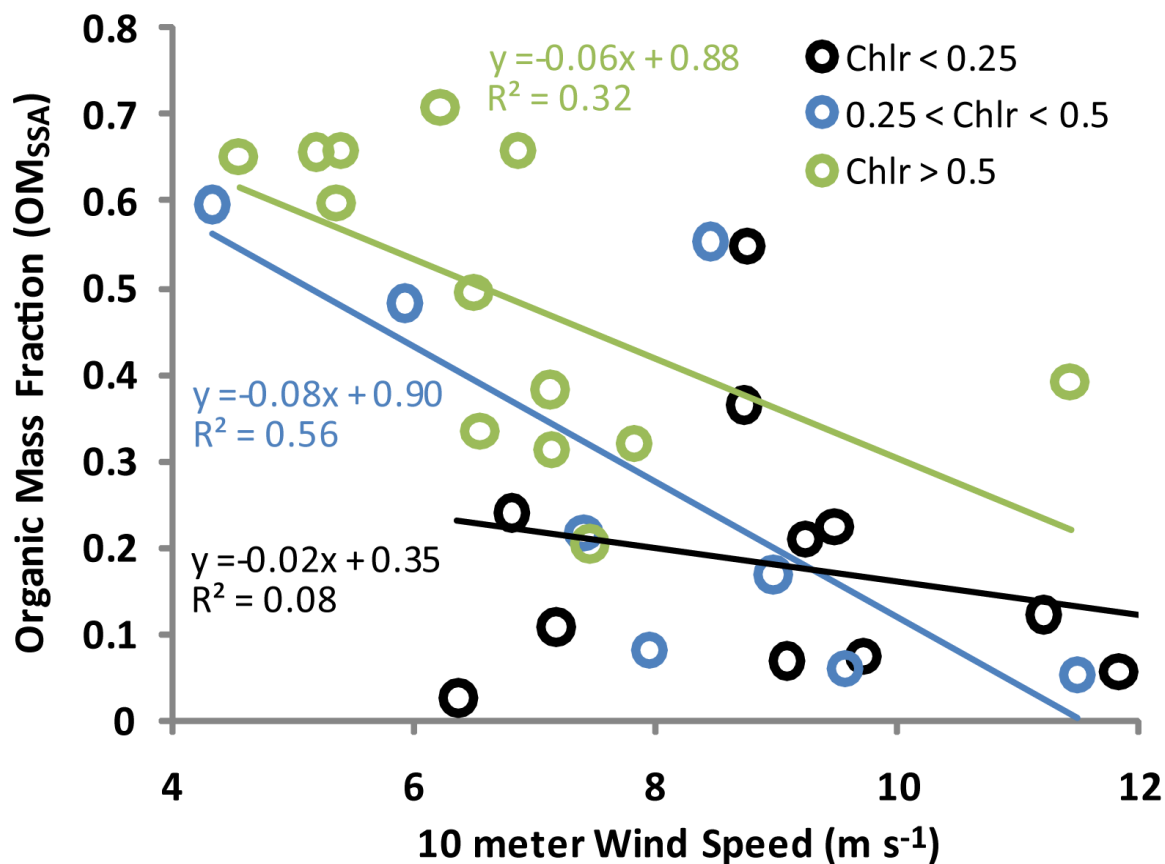 Organic Mass Fraction (OMSSA)
0.8
0.7
0.6
0.5
0.4
0.3
0.2
0.1
0
y =-0.06x + 0.88
R² = 0.32
Chlr < 0.25
0.25 < Chlr < 0.5
Chlr > 0.5
y =-0.08x + 0.90
R² = 0.56
y =-0.02x + 0.35
R² = 0.08
4 6 8 10 12
10 meter Wind Speed (m s⁻¹)